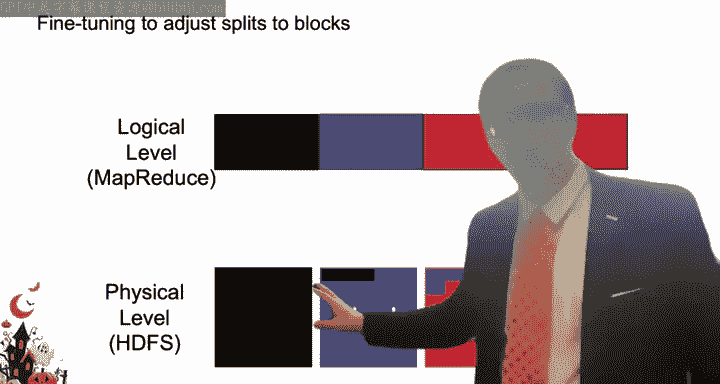 Fine-tuning to adjust splits to blocks
Logical
Level
(MapReduce)
Physical
Level
(HDFS)